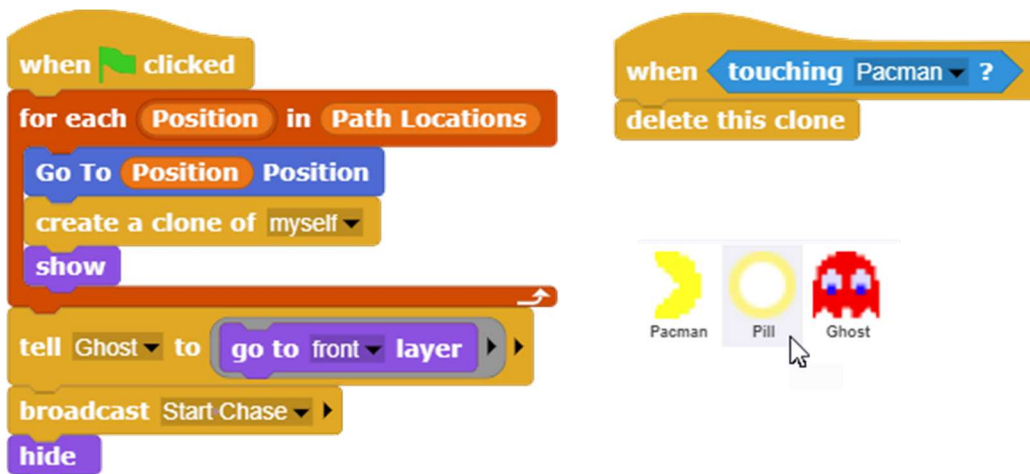 when clicked
for each Position in Path Locations
Go To Position Position
create a clone of myself
show
tell Ghost to go to front layer
broadcast Start Chase
hide
when touching Pacman ?
delete this clone
Pacman Pill Ghost